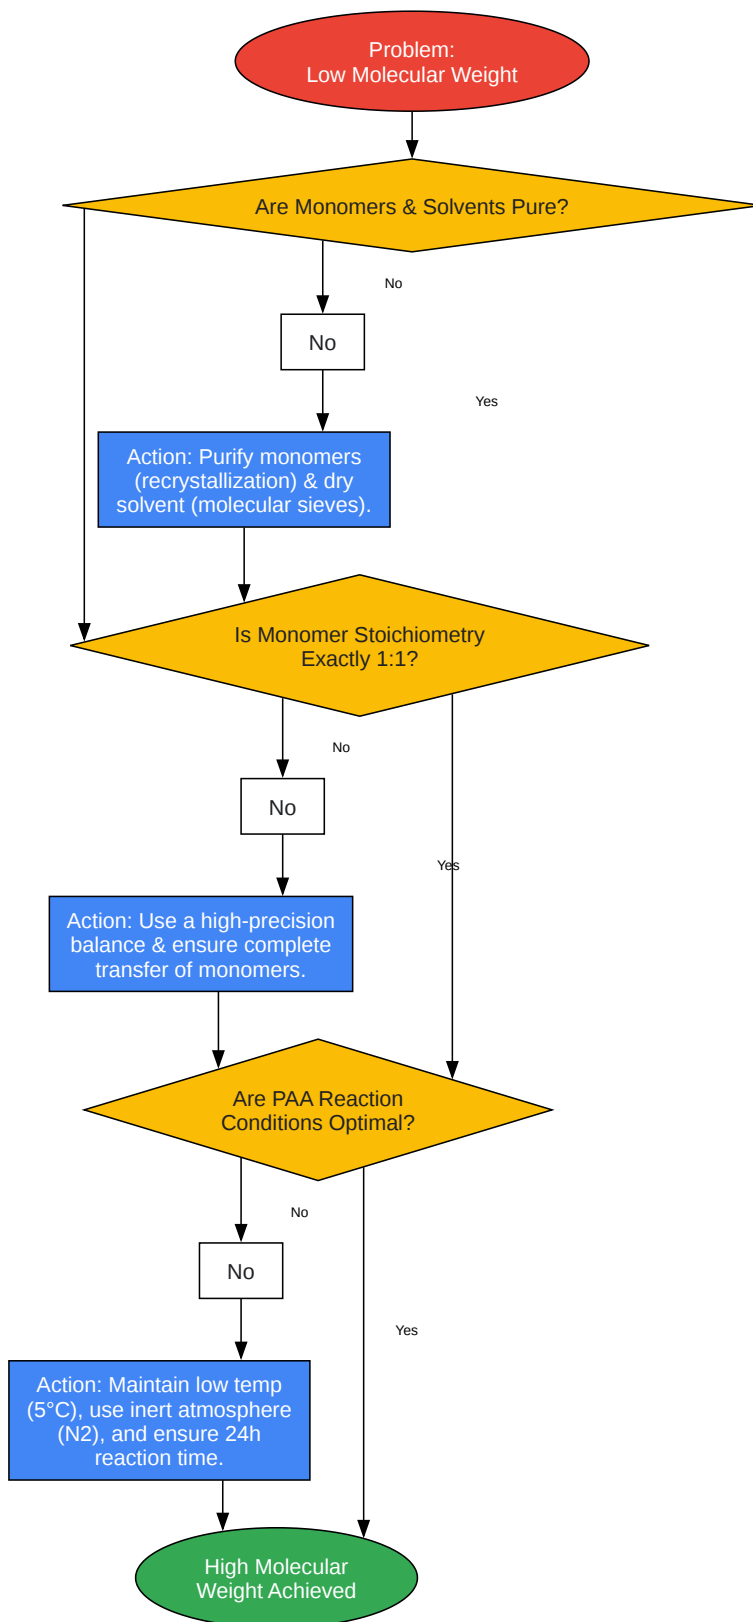 Problem:
Low Molecular Weight
Are Monomers & Solvents Pure?
No
No
Yes
Action: Purify monomers
(recrystallization) & dry
solvent (molecular sieves).
Is Monomer Stoichiometry
Exactly 1:1?
No
No
Yes
Action: Use a high-precision
balance & ensure complete
transfer of monomers.
Are PAA Reaction
Conditions Optimal?
No
No
Yes
Action: Maintain low temp
(5°C), use inert atmosphere
(N2), and ensure 24h
reaction time.
High Molecular
Weight Achieved